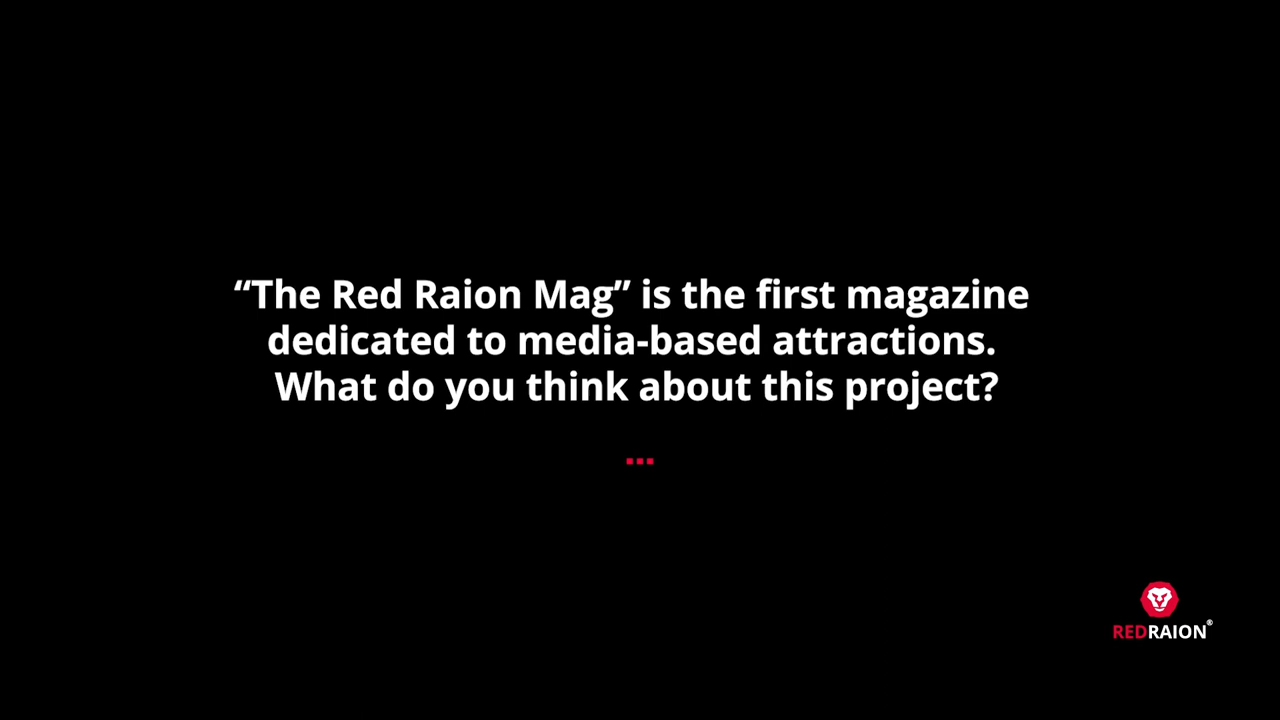 “The Red Raion Mag” is the first magazine
dedicated to media-based attractions.
What do you think about this project?
...
REDRAION®